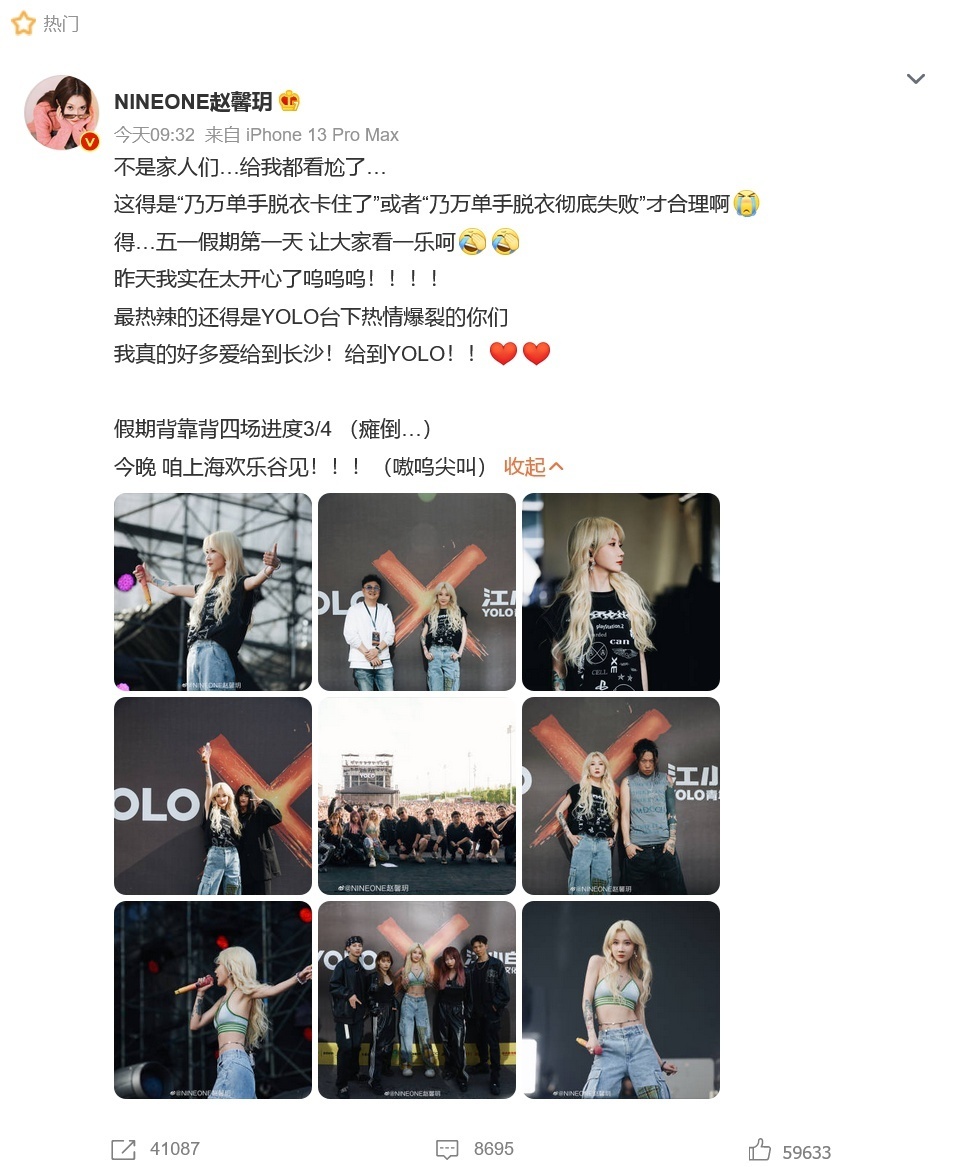 热门
NINEONE赵馨玥
今天09:32 来自 iPhone 13 Pro Max
不是家人们…给我都看尬了…
这得是“乃万单手脱衣卡住了”或者“乃万单手脱衣彻底失败”才合理啊
得…五一假期第一天 让大家看一乐呵
昨天我实在太开心了呜呜呜！！！！
最热辣的还得是YOLO台下热情爆裂的你们
我真的好多爱给到长沙！给到YOLO！！
假期背靠背四场进度3/4 （瘫倒…）
今晚 咱上海欢乐谷见！！！（嗷呜尖叫） 收起
@NINEONE赵馨玥
OLO
江小
YOLO
playStation.2
can
CELL
OLO
YOLO
@NINEONE赵馨玥
江小
YOLO青
@NINEONE赵馨玥
@NINEONE赵馨玥
YOLO
江小白
@NINEONE赵馨玥
@NINEONE赵馨玥
41087
8695
59633